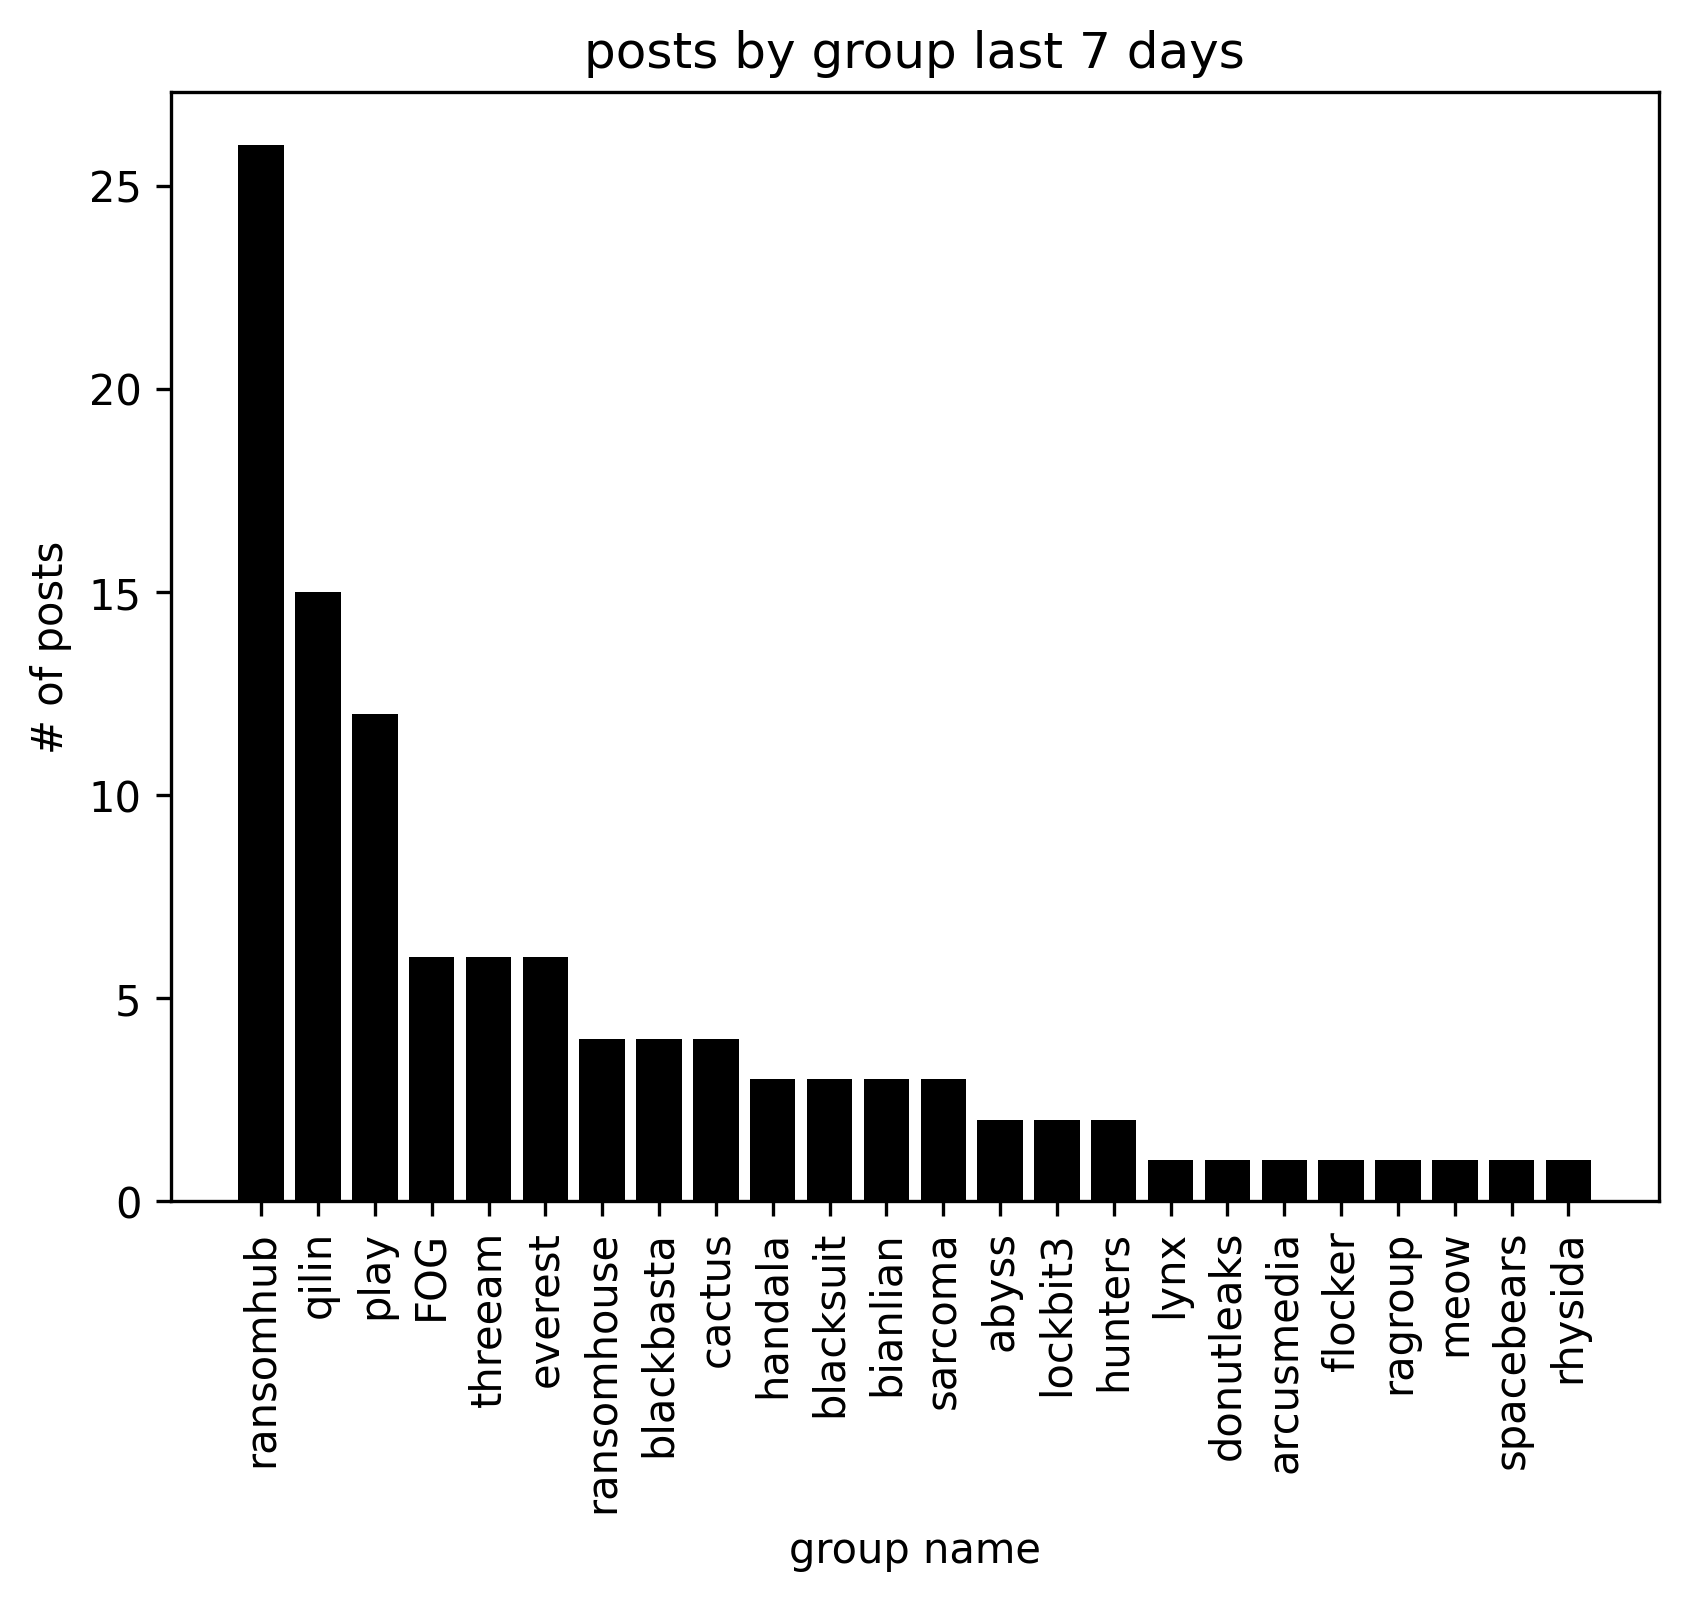 posts by group last 7 days
# of posts
25
20
15
10
5
0
ransomhub
qilin
play
FOG
threeam
everest
ransomhouse
blackbasta
cactus
handala
blacksuit
bianlian
sarcoma
abyss
lockbit3
hunters
lynx
donutleaks
arcusmedia
flocker
ragroup
meow
spacebears
rhysida
group name